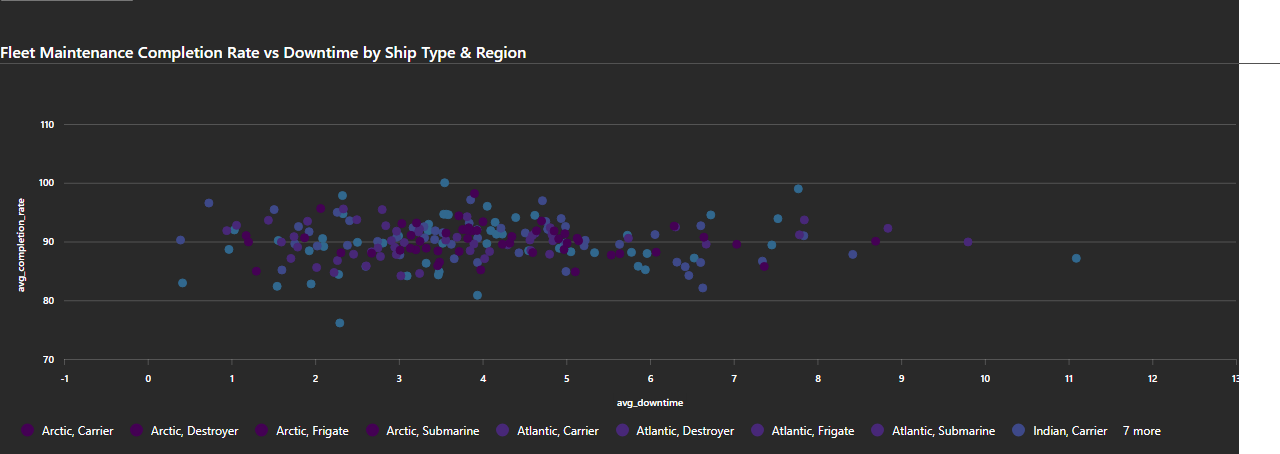 Fleet Maintenance Completion Rate vs Downtime by Ship Type & Region
110
100
90
80
70
avg_completion_rate
-1 0 1 2 3 4 5 6 7 8 9 10 11 12 13
avg_downtime
Arctic, Carrier Arctic, Destroyer Arctic, Frigate Arctic, Submarine Atlantic, Carrier Atlantic, Destroyer Atlantic, Frigate Atlantic, Submarine Indian, Carrier 7 more